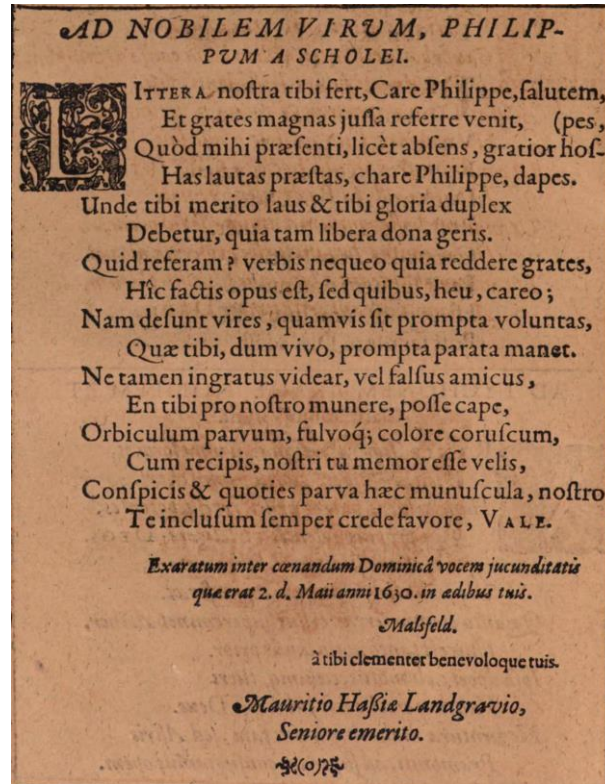 AD NOBILEM VIRVM, PHILIP-
PVM A SCHOLEI.
LITTERA noſtra tibi fert, Care Philippe, ſalutem,
Et grates magnas juſſa referre venit, (pes,
Quòd mihi præſenti, licèt abſens, gratior hoſ-
Has lautas præſtas, chare Philippe, dapes.
Unde tibi merito laus & tibi gloria duplex
Debetur, quia tam libera dona geris.
Quid referam? verbis nequeo quia reddere grates,
Hîc factis opus eſt, ſed quibus, heu, careo;
Nam deſunt vires, quamvis ſit prompta voluntas,
Quæ tibi, dum vivo, prompta parata manet.
Ne tamen ingratus videar, vel falſus amicus,
En tibi pro noſtro munere, poſſe cape,
Orbiculum parvum, fulvoq́; colore coruſcum,
Cum recipis, noſtri tu memor eſſe velis,
Conſpicis & quoties parva hæc munuſcula, noſtro
Te incluſum ſemper crede favore, VALE.
Exaratum inter cœnandum Dominicâ vocem jucunditatis
quæ erat 2. d. Maii anni 1630. in ædibus tuis.
Malsfeld.
à tibi clementer benevoloque tuis.
Mauritio Haßiæ Landgravio,
Seniore emerito.
(o)